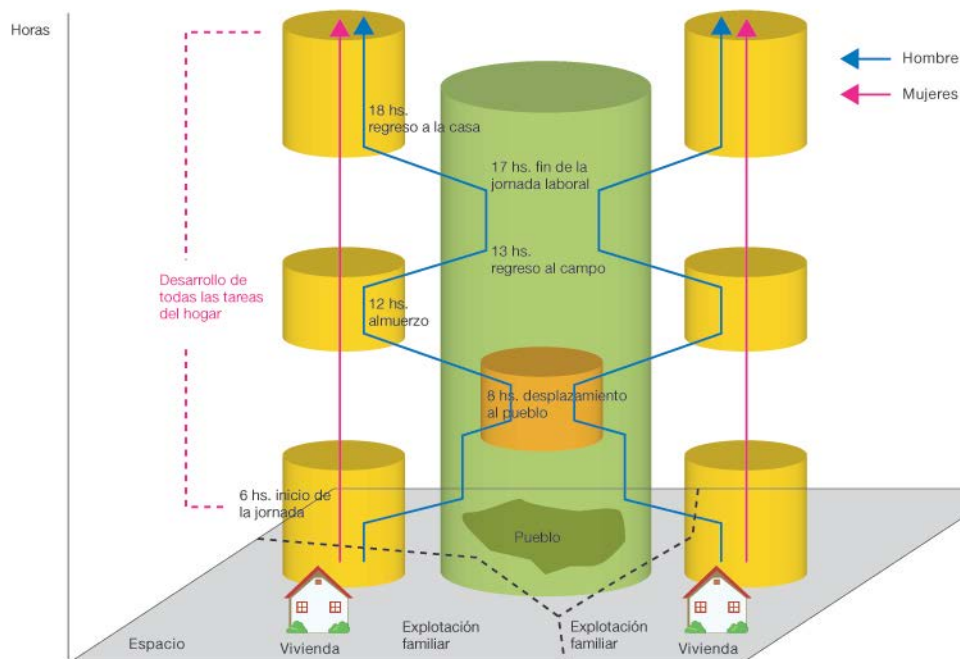 Horas
Hombre
Mujeres
18 hs.
regreso a la casa
17 hs. fin de la
jornada laboral
13 hs.
regreso al campo
Desarrollo de
todas las tareas
del hogar
12 hs.
almuerzo
8 hs. desplazamiento
al pueblo
6 hs. inicio de
la jornada
Pueblo
Espacio
Vivienda
Explotación
familiar
Explotación
familiar
Vivienda